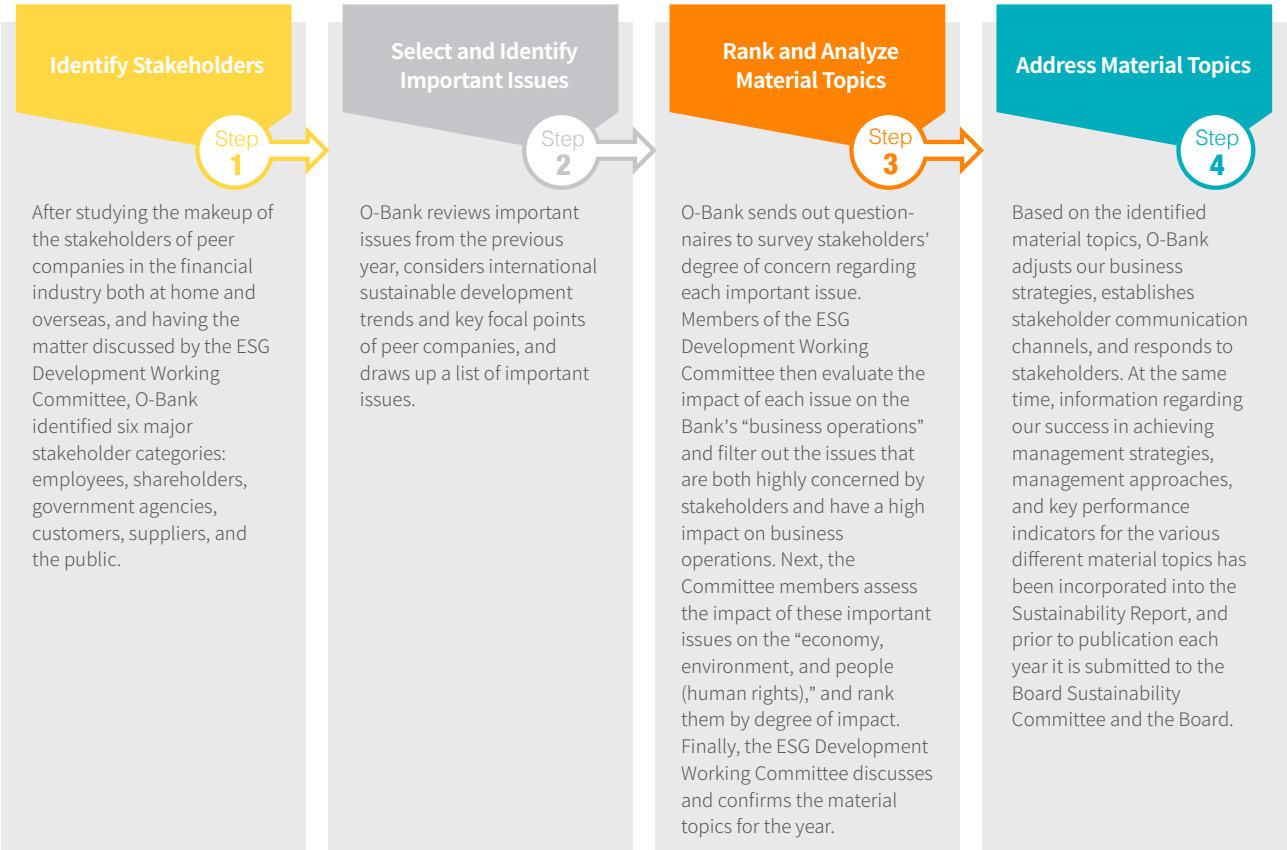 Identify Stakeholders
Step
1
After studying the makeup of
the stakeholders of peer
companies in the financial
industry both at home and
overseas, and having the
matter discussed by the ESG
Development Working
Committee, O-Bank
identified six major
stakeholder categories:
employees, shareholders,
government agencies,
customers, suppliers, and
the public.
Select and Identify
Important Issues
Step
2
O-Bank reviews important
issues from the previous
year, considers international
sustainable development
trends and key focal points
of peer companies, and
draws up a list of important
issues.
Rank and Analyze
Material Topics
Step
3
O-Bank sends out question-
naires to survey stakeholders’
degree of concern regarding
each important issue.
Members of the ESG
Development Working
Committee then evaluate the
impact of each issue on the
Bank’s “business operations”
and filter out the issues that
are both highly concerned by
stakeholders and have a high
impact on business
operations. Next, the
Committee members assess
the impact of these important
issues on the “economy,
environment, and people
(human rights),” and rank
them by degree of impact.
Finally, the ESG Development
Working Committee discusses
and confirms the material
topics for the year.
Address Material Topics
Step
4
Based on the identified
material topics, O-Bank
adjusts our business
strategies, establishes
stakeholder communication
channels, and responds to
stakeholders. At the same
time, information regarding
our success in achieving
management strategies,
management approaches,
and key performance
indicators for the various
different material topics has
been incorporated into the
Sustainability Report, and
prior to publication each
year it is submitted to the
Board Sustainability
Committee and the Board.